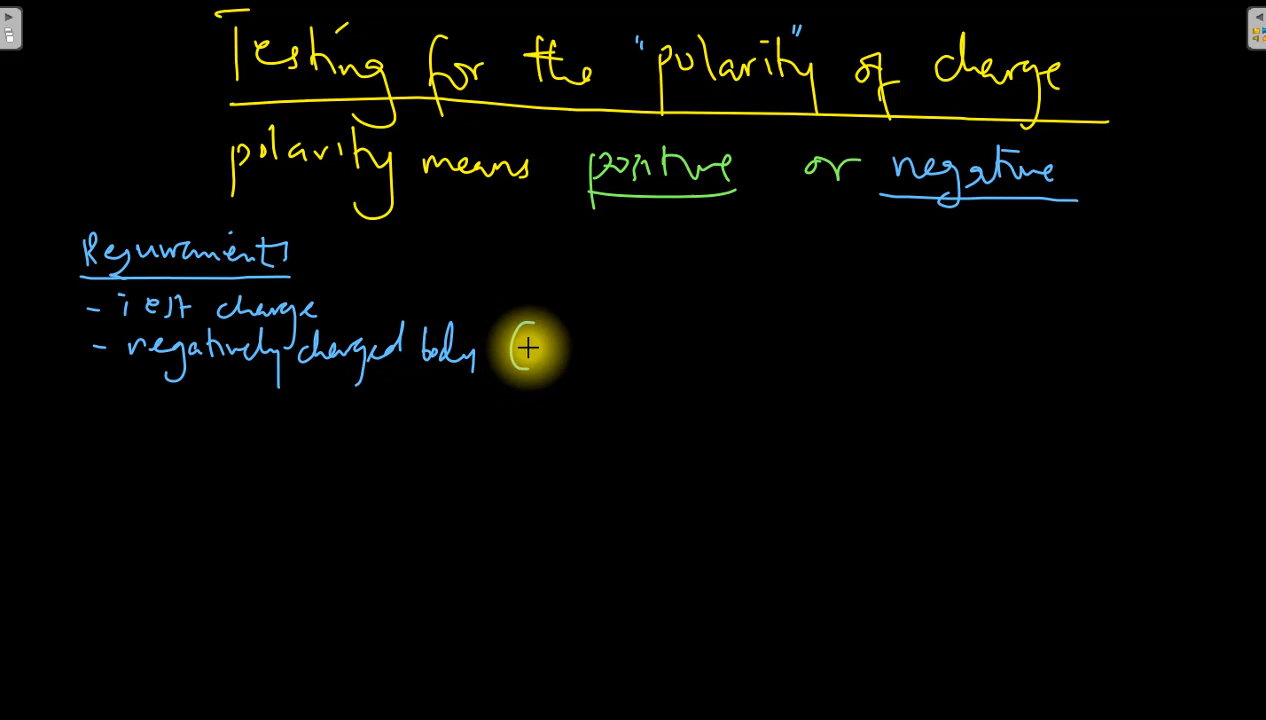 Testing for the "polarity" of charge
polarity means positive or negative
Requirements
- Test charge
- negatively charged body (